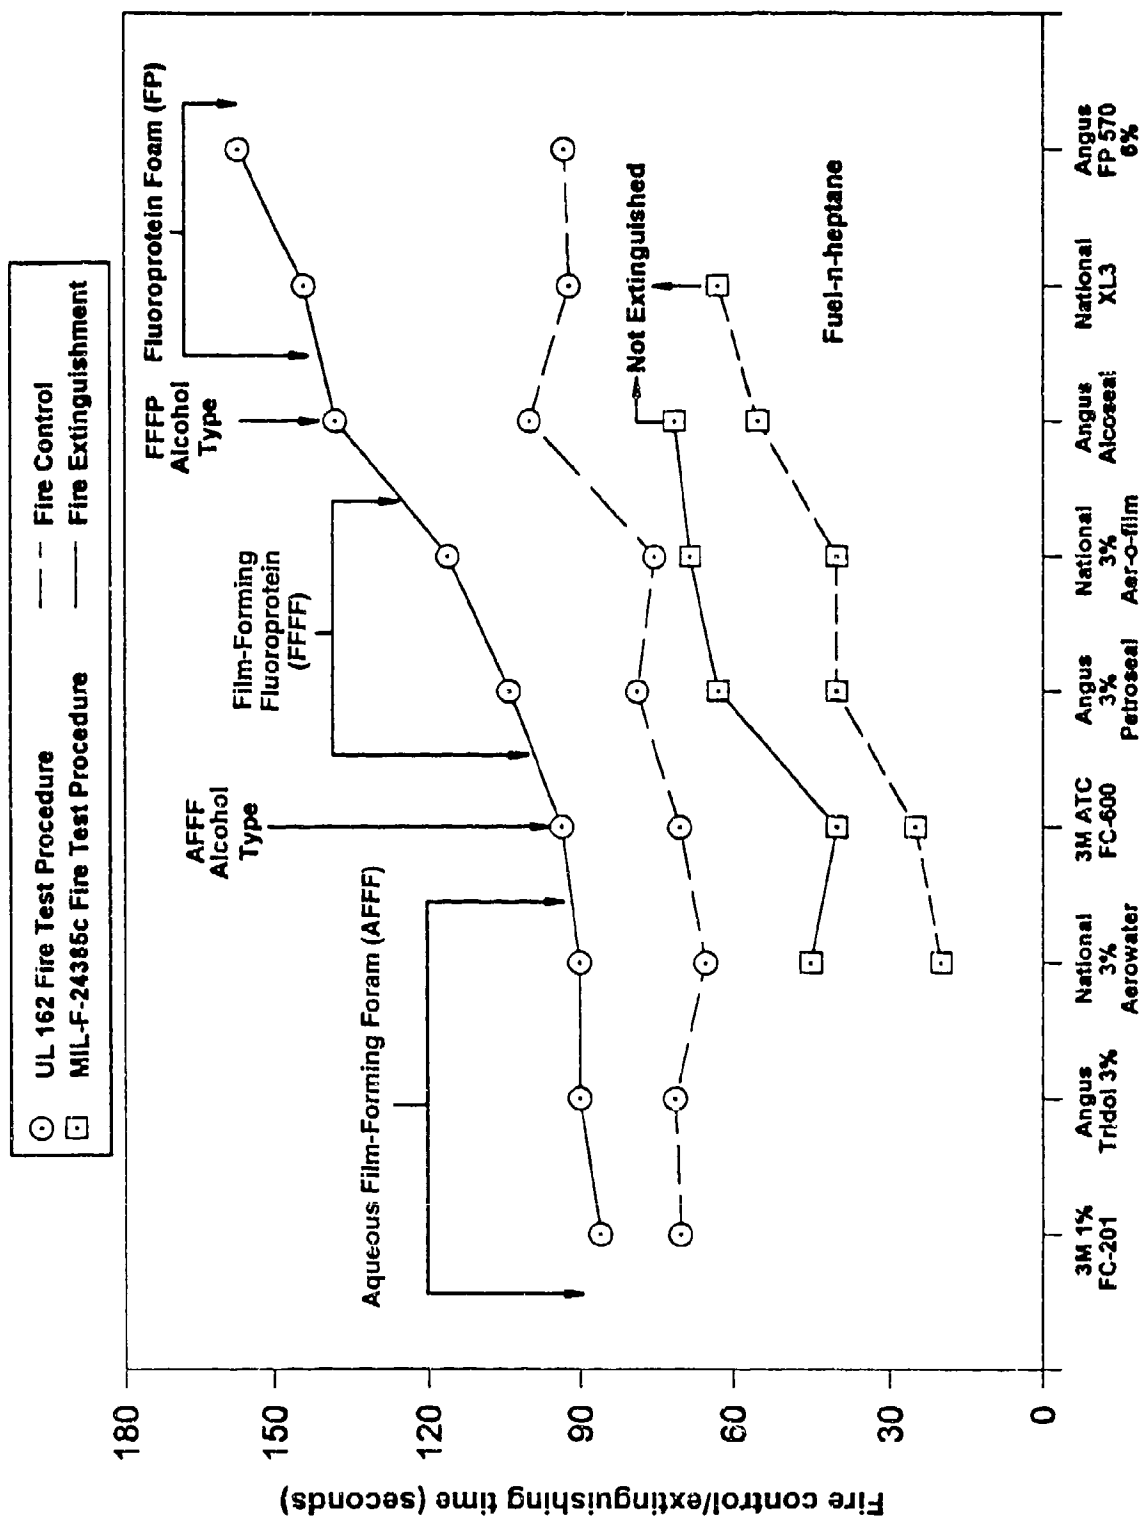 UL 162 Fire Test Procedure
Fire Control
MIL-F-24385c Fire Test Procedure
Fire Extinguishment
Fluoroprotein Foam (FP)
FFFP
Alcohol
Type
Film-Forming
Fluoroprotein
(FFFF)
AFFF
Alcohol
Type
Aqueous Film-Forming Foram (AFFF)
Not Extinguished
Fuel-n-heptane
Fire control/extinguishing time (seconds)
180
150
120
90
60
30
0
3M 1%
FC-201
Angus
Tridol 3%
National
3%
Aerowater
3M ATC
FC-600
Angus
3%
Petroseal
National
3%
Aer-o-film
Angus
Alcoseal
National
XL3
Angus
FP 570
6%